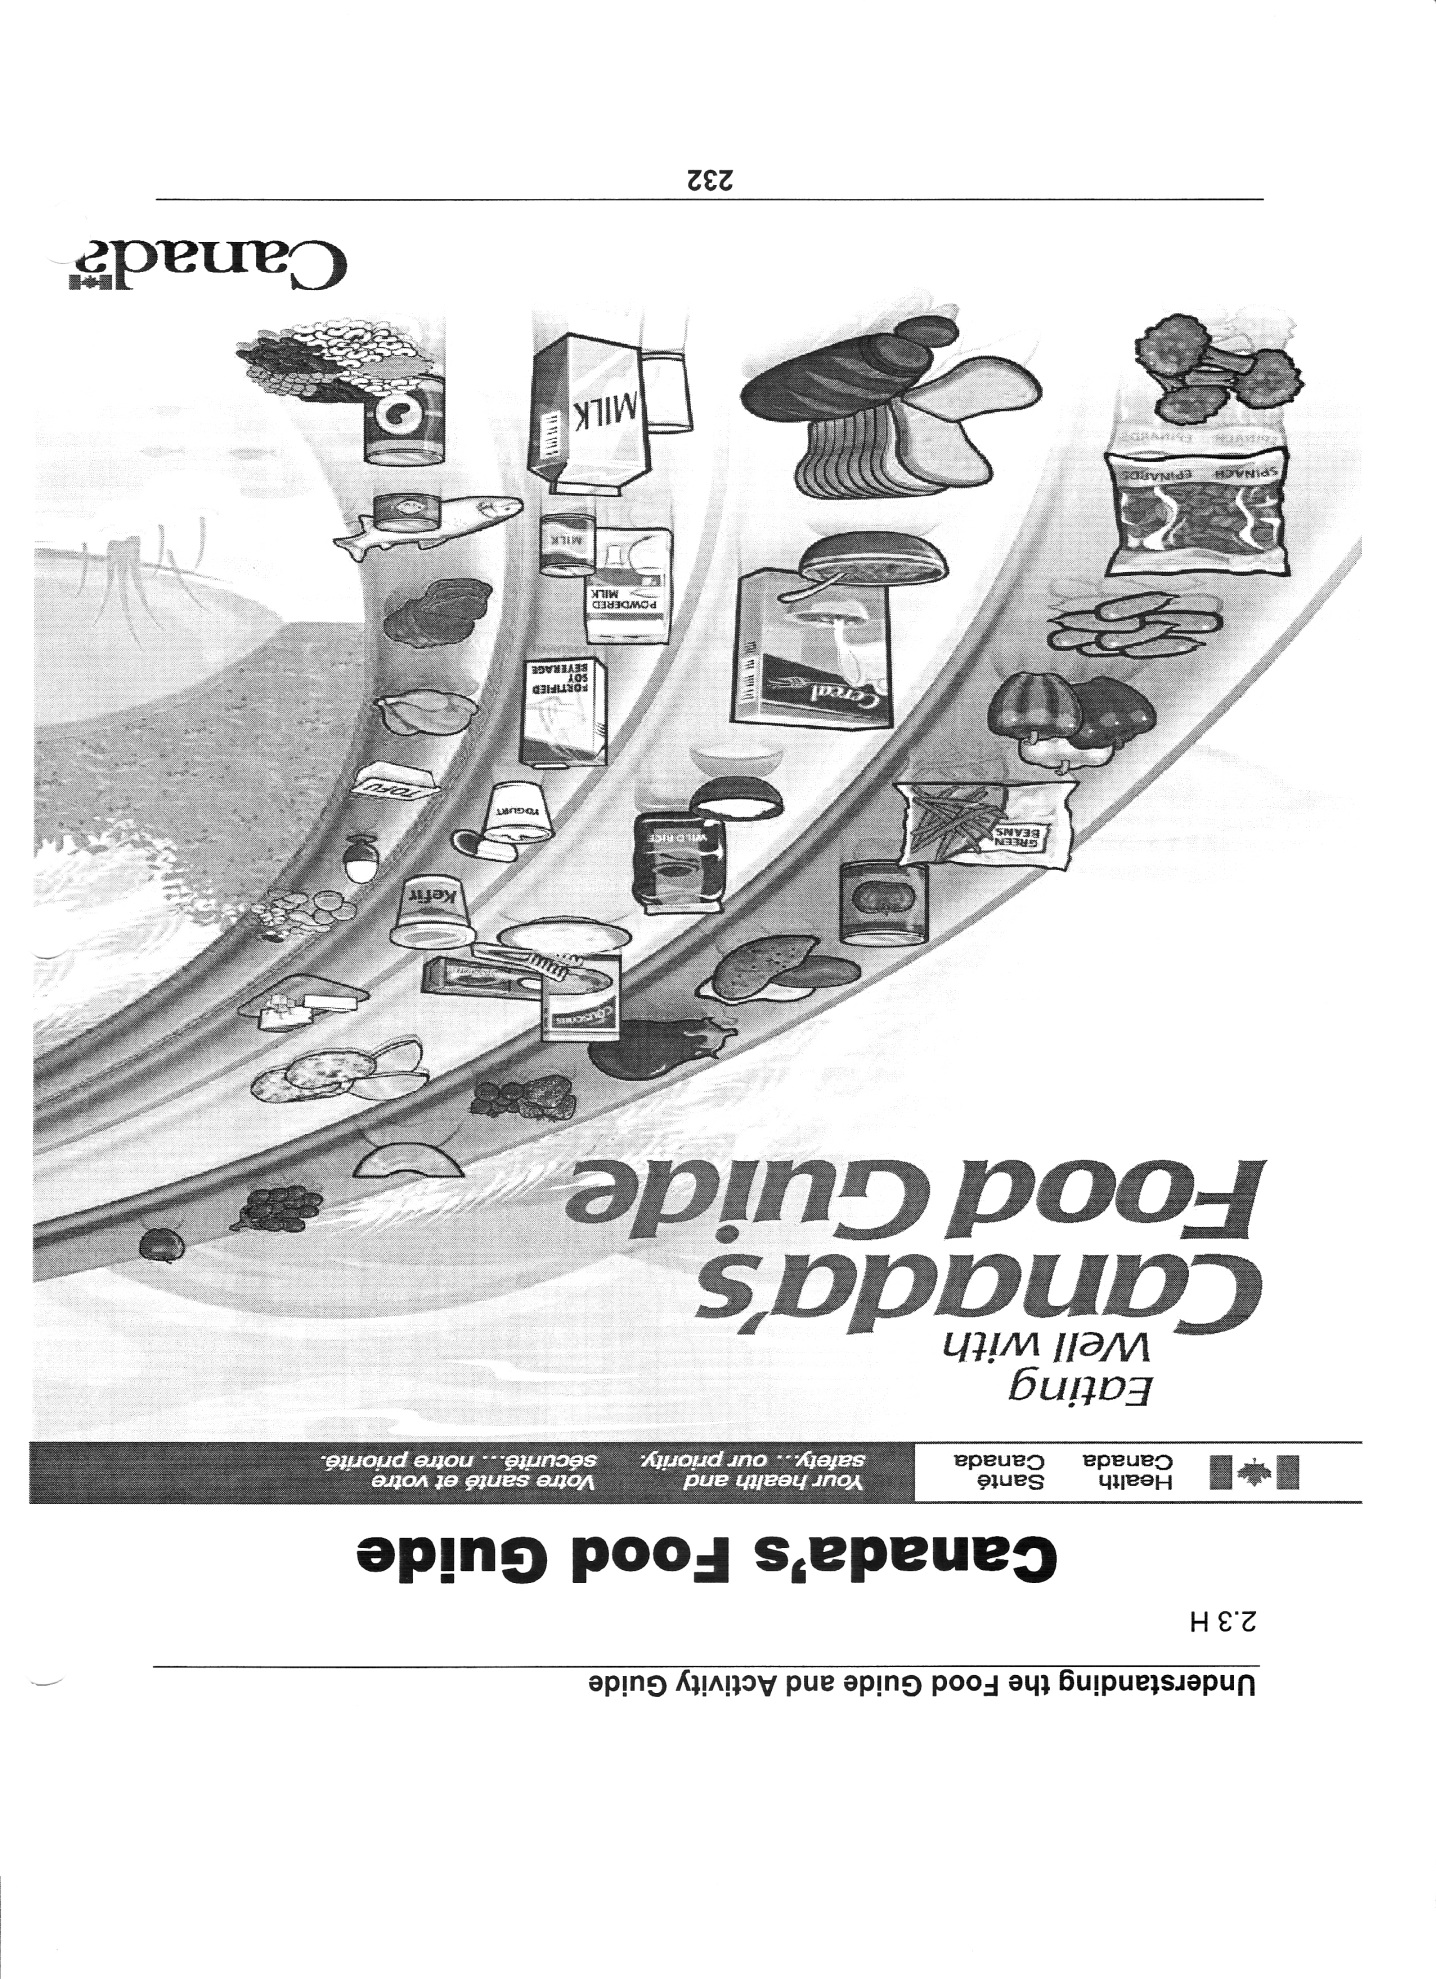 Understanding the Food Guide and Activity Guide
2.3 H
Canada's Food Guide
Health Canada
Santé Canada
Your health and safety... our priority.
Votre santé et votre sécurité... notre priorité.
Eating
Well with
Canada's
Food Guide
COUSCOUS
Kefir
GREEN
BEANS
WILD RICE
YOGURT
TOFU
Cereal
FORTIFIED
SOY
BEVERAGE
POWDERED
MILK
MILK
SPINACH EPINARDS
MILK
Canada
232